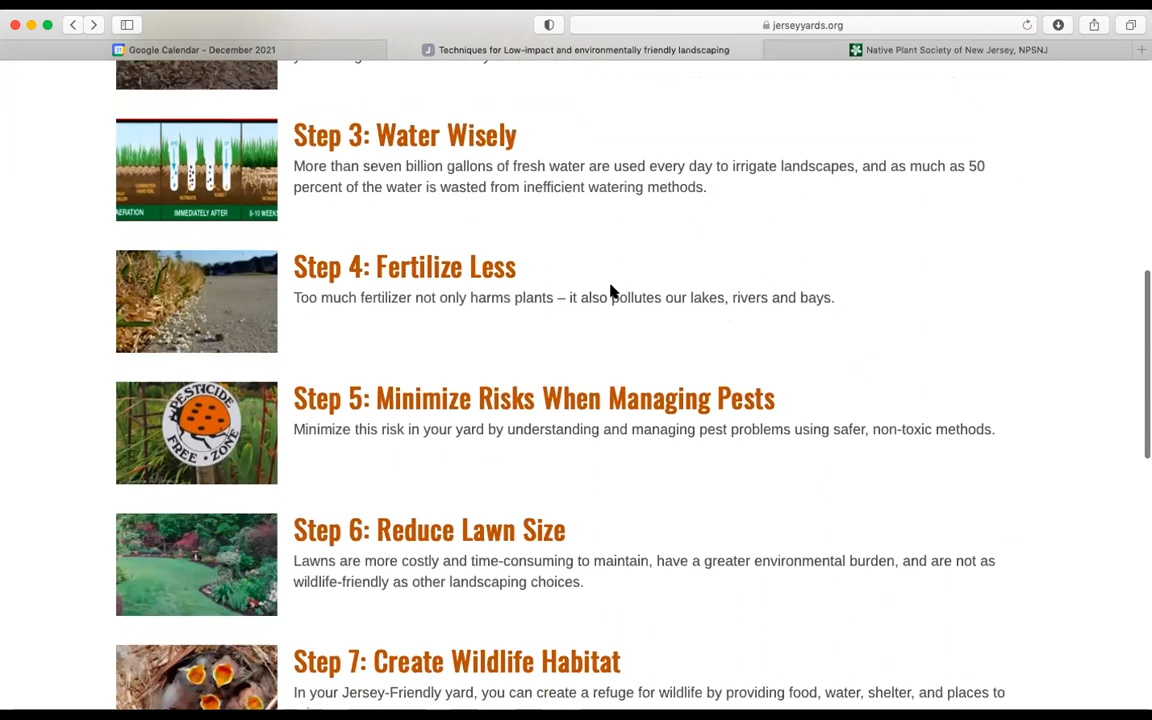 jerseyyards.org
Google Calendar - December 2021
Techniques for Low-impact and environmentally friendly landscaping
Native Plant Society of New Jersey, NPSNJ
Step 3: Water Wisely
More than seven billion gallons of fresh water are used every day to irrigate landscapes, and as much as 50
percent of the water is wasted from inefficient watering methods.
IMMEDIATELY AFTER
Step 4: Fertilize Less
Too much fertilizer not only harms plants – it also pollutes our lakes, rivers and bays.
PESTICIDE
FREE • ZONE
Step 5: Minimize Risks When Managing Pests
Minimize this risk in your yard by understanding and managing pest problems using safer, non-toxic methods.
Step 6: Reduce Lawn Size
Lawns are more costly and time-consuming to maintain, have a greater environmental burden, and are not as
wildlife-friendly as other landscaping choices.
Step 7: Create Wildlife Habitat
In your Jersey-Friendly yard, you can create a refuge for wildlife by providing food, water, shelter, and places to